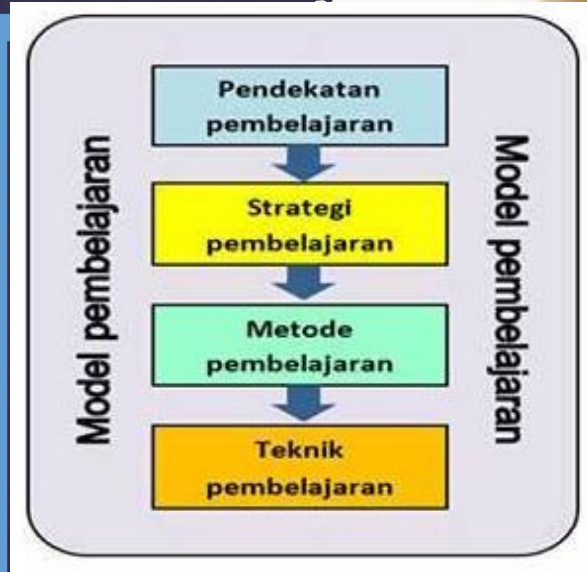 Pendekatan
pembelajaran
Strategi
pembelajaran
Metode
pembelajaran
Teknik
pembelajaran
Model pembelajaran
Model pembelajaran